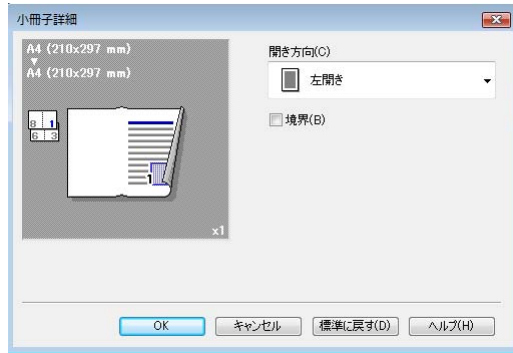 小冊子詳細
A4 (210x297 mm)
A4 (210x297 mm)
8 1
6 3
1
x1
開き方向(C)
左開き
境界(B)
OK
キャンセル
標準に戻す(D)
ヘルプ(H)